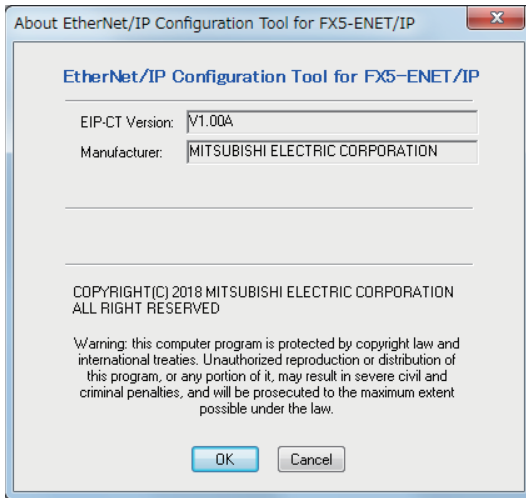 About EtherNet/IP Configuration Tool for FX5-ENET/IP
EtherNet/IP Configuration Tool for FX5-ENET/IP
EIP-CT Version: V1.00A
Manufacturer: MITSUBISHI ELECTRIC CORPORATION
COPYRIGHT(C) 2018 MITSUBISHI ELECTRIC CORPORATION
ALL RIGHT RESERVED
Warning: this computer program is protected by copyright law and
international treaties. Unauthorized reproduction or distribution of
this program, or any portion of it, may result in severe civil and
criminal penalties, and will be prosecuted to the maximum extent
possible under the law.
OK Cancel